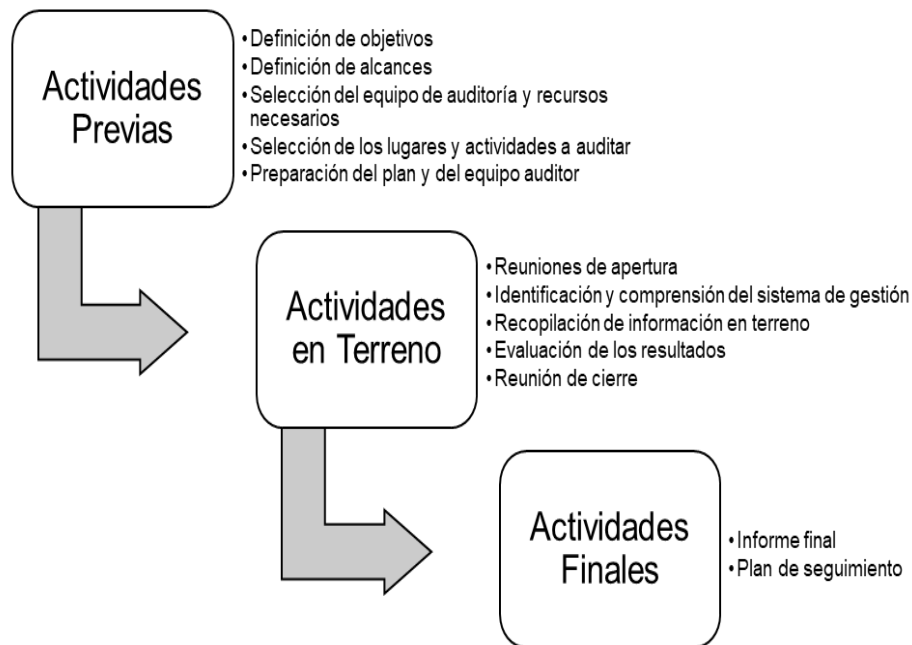 Actividades
Previas
•Definición de objetivos
•Definición de alcances
•Selección del equipo de auditoría y recursos
necesarios
•Selección de los lugares y actividades a auditar
•Preparación del plan y del equipo auditor
Actividades
en Terreno
•Reuniones de apertura
•Identificación y comprensión del sistema de gestión
•Recopilación de información en terreno
•Evaluación de los resultados
•Reunión de cierre
Actividades
Finales
•Informe final
•Plan de seguimiento